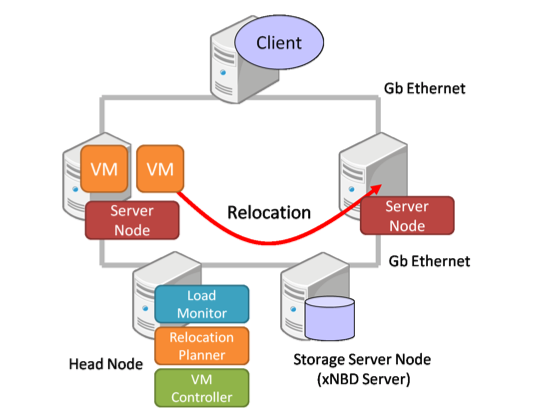 Client
Gb Ethernet
VM
VM
Server
Node
Relocation
Server
Node
Gb Ethernet
Load
Monitor
Relocation
Planner
VM
Controller
Head Node
Storage Server Node
(xNBD Server)